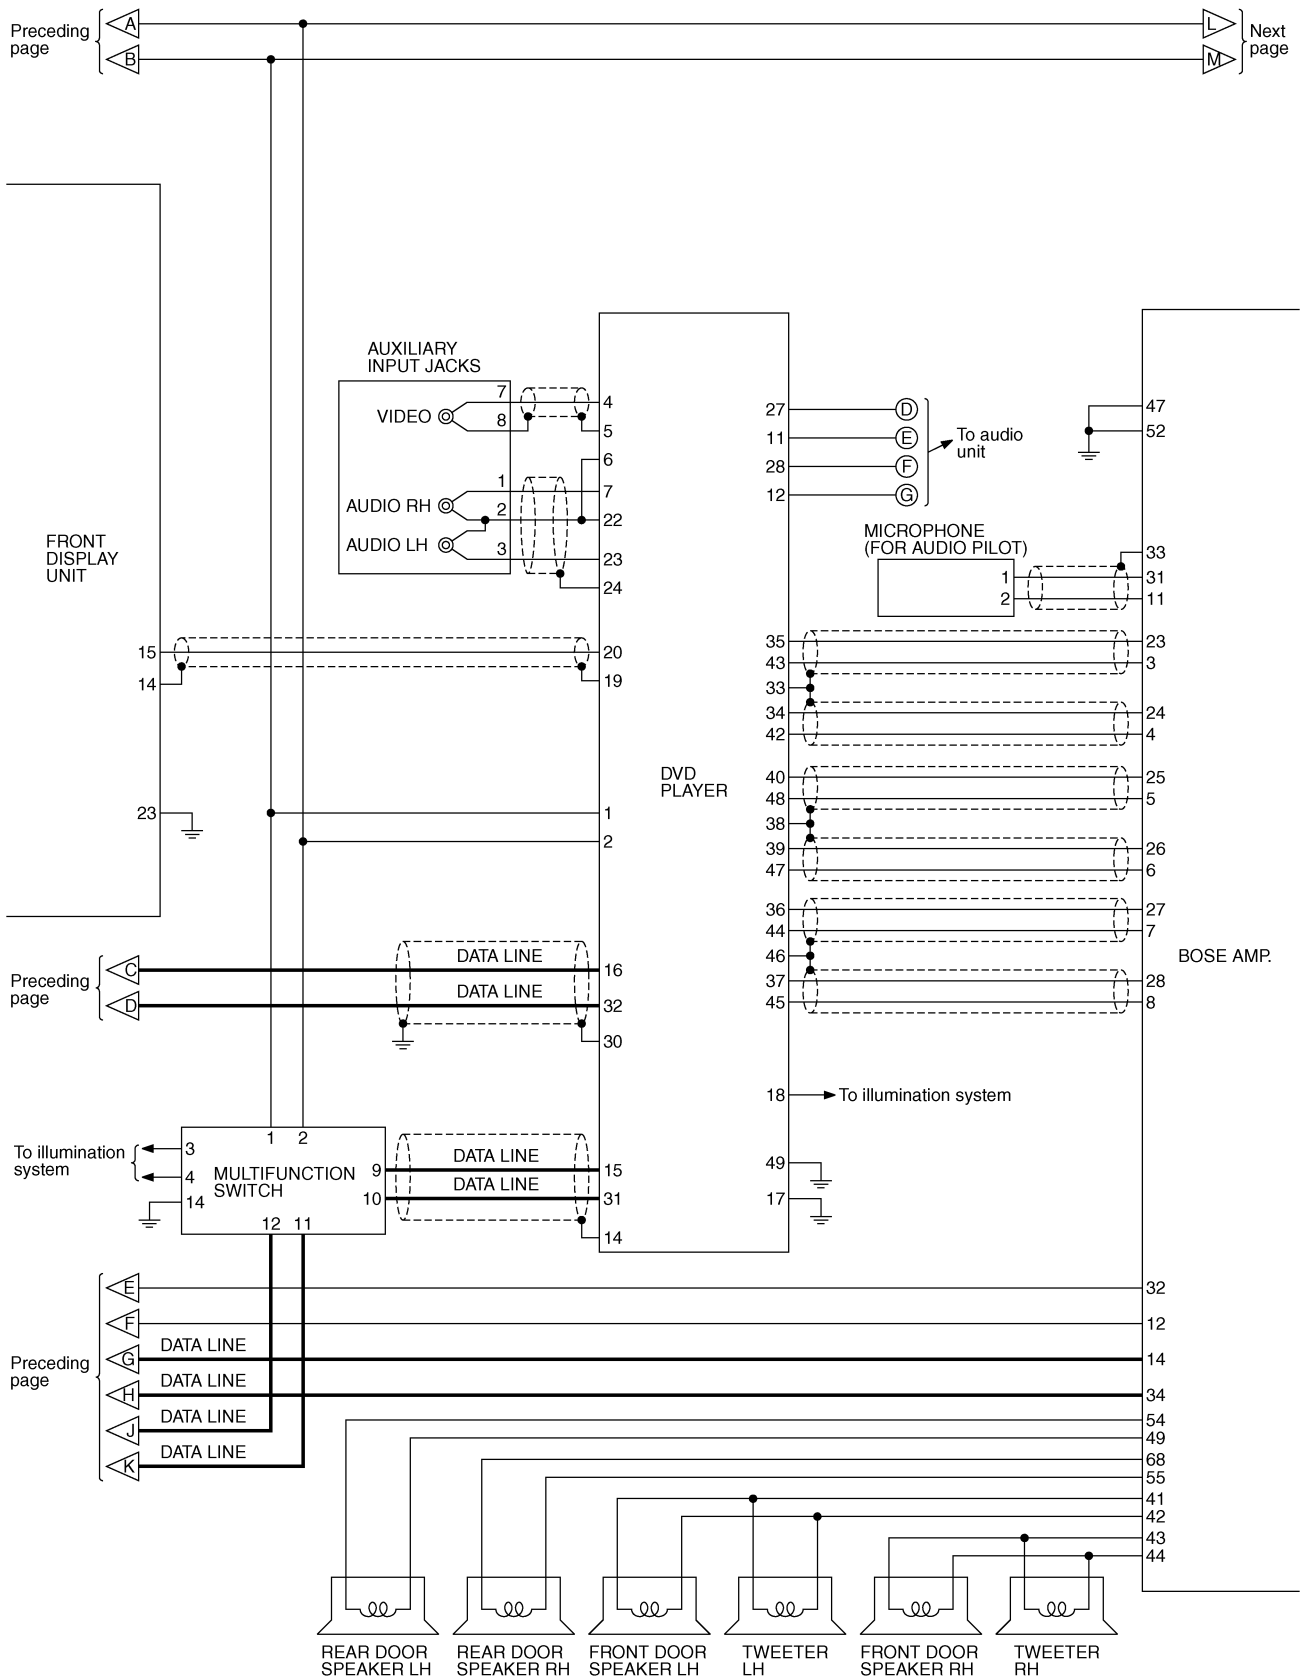 Preceding
page
A
B
L
M
Next
page
FRONT
DISPLAY
UNIT
15
14
23
AUXILIARY
INPUT JACKS
VIDEO
AUDIO RH
AUDIO LH
7
8
1
2
3
4
5
6
7
22
23
24
20
19
1
2
16
32
30
15
31
14
DVD
PLAYER
27
11
28
12
35
43
33
34
42
40
48
38
39
47
36
44
46
37
45
18
49
17
D
E
F
G
To audio
unit
MICROPHONE
(FOR AUDIO PILOT)
1
2
47
52
33
31
11
23
3
24
4
25
5
26
6
27
7
28
8
BOSE AMP.
To illumination system
Preceding
page
C
D
DATA LINE
DATA LINE
To illumination
system
3
4
14
1 2
MULTIFUNCTION
SWITCH
9
10
12 11
DATA LINE
DATA LINE
Preceding
page
E
F
G
H
J
K
DATA LINE
DATA LINE
DATA LINE
DATA LINE
32
12
14
34
54
49
68
55
41
42
43
44
REAR DOOR
SPEAKER LH
REAR DOOR
SPEAKER RH
FRONT DOOR
SPEAKER LH
TWEETER
LH
FRONT DOOR
SPEAKER RH
TWEETER
RH